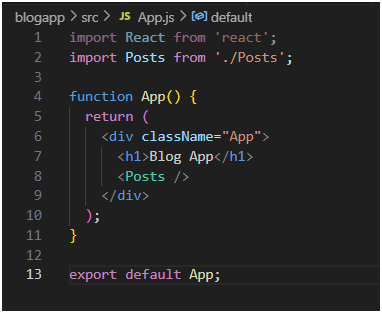 blogapp > src > JS App.js > default
1 import React from 'react';
2 import Posts from './Posts';
3
4 function App() {
5   return (
6     <div className="App">
7       <h1>Blog App</h1>
8       <Posts />
9     </div>
10   );
11 }
12
13 export default App;